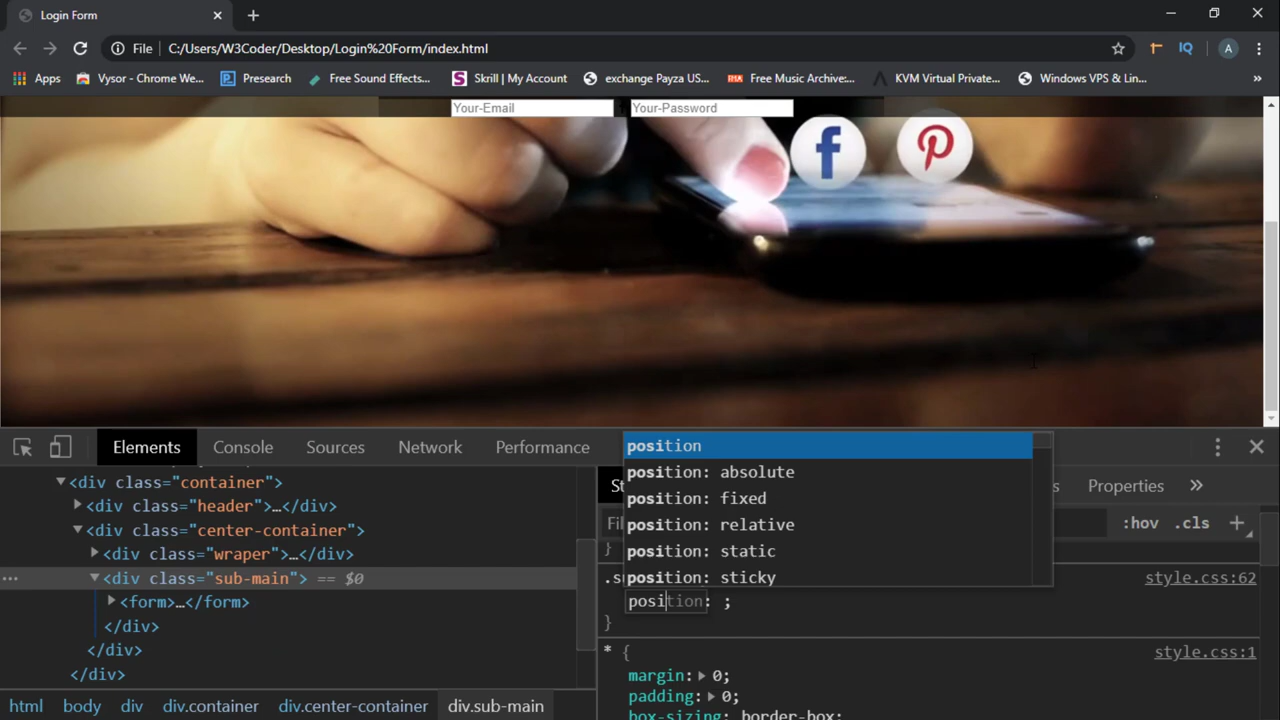 Login Form
File
C:/Users/W3Coder/Desktop/Login%20Form/index.html
IQ
A
Apps
Vysor - Chrome We...
Presearch
Free Sound Effects...
Skrill | My Account
exchange Payza US...
Free Music Archive:...
KVM Virtual Private...
Windows VPS & Lin...
»
Your-Email
Your-Password
Elements
Console
Sources
Network
Performance
<div class="container">
<div class="header">…</div>
<div class="center-container">
<div class="wraper">…</div>
<div class="sub-main"> == $0
<form>…</form>
</div>
</div>
</div>
html
body
div
div.container
div.center-container
div.sub-main
St
s
Properties
»
Fil
:hov
.cls
+
}
position
position: absolute
position: fixed
position: relative
position: static
position: sticky
.su
style.css:62
position: ;
}
* {
style.css:1
margin: 0;
padding: 0;
box-sizing: border-box;